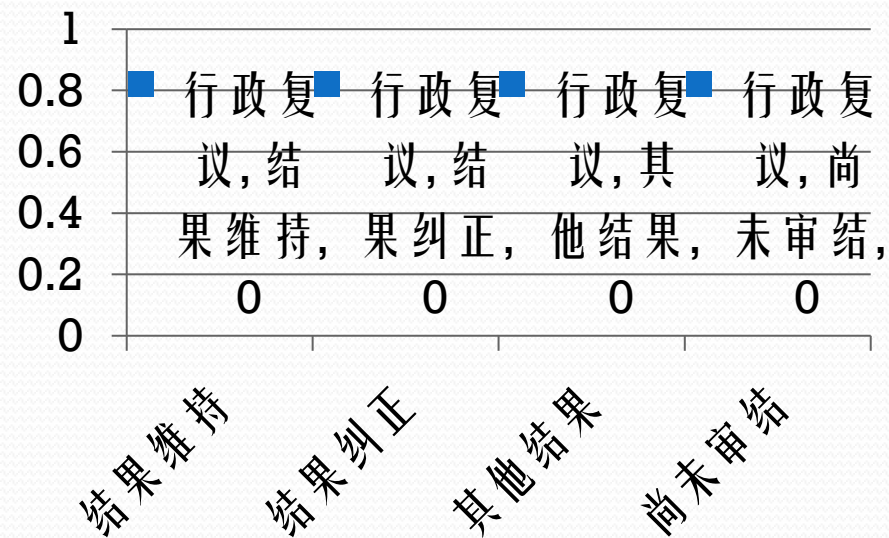 1
0.8
0.6
0.4
0.2
0
行政复议,结果维持,
0
行政复议,结果纠正,
0
行政复议,其他结果,
0
行政复议,尚未审结,
0
结果维持
结果纠正
其他结果
尚未审结